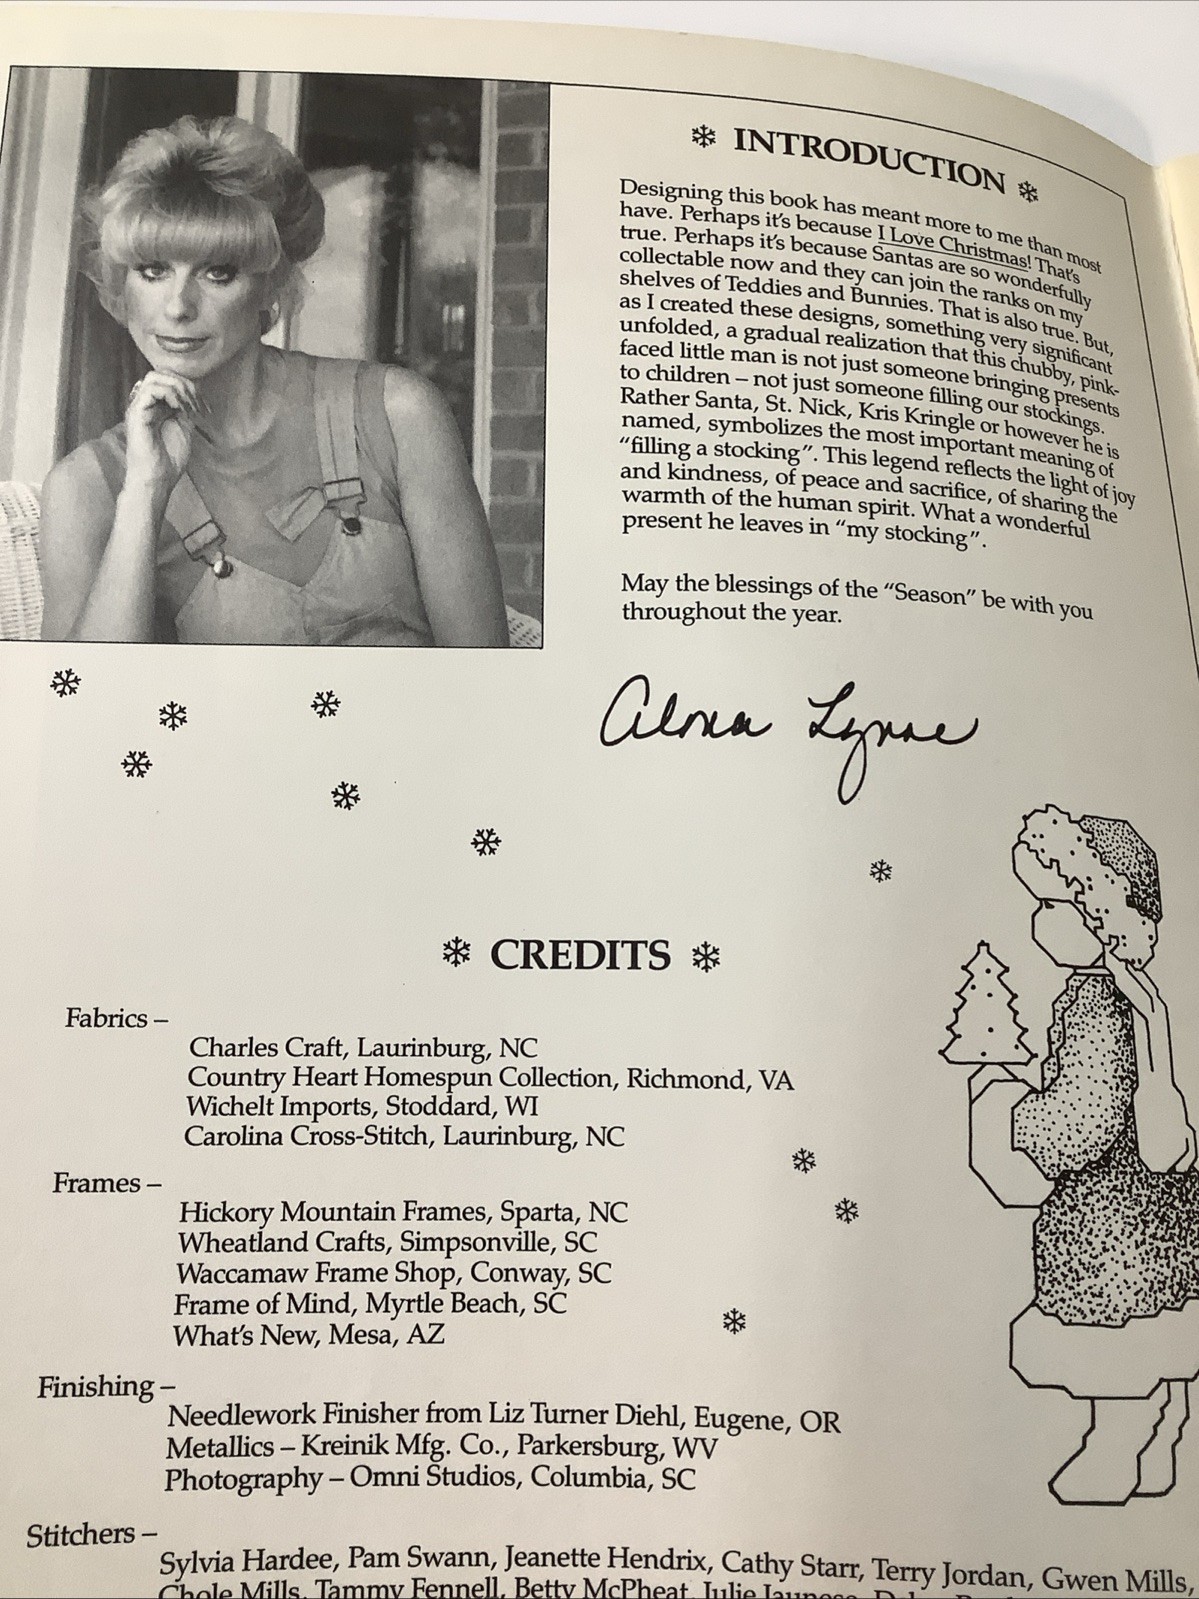 INTRODUCTION
Designing this book has meant more to me than most
have. Perhaps it's because I Love Christmas! That's
true. Perhaps it's because Santas are so wonderfully
collectable now and they can join the ranks on my
shelves of Teddies and Bunnies. That is also true. But,
as I created these designs, something very significant
unfolded, a gradual realization that this chubby, pink-
faced little man is not just someone bringing presents
to children – not just someone filling our stockings.
Rather Santa, St. Nick, Kris Kringle or however he is
named, symbolizes the most important meaning of
“filling a stocking”. This legend reflects the light of joy
and kindness, of peace and sacrifice, of sharing the
warmth of the human spirit. What a wonderful
present he leaves in “my stocking”.
May the blessings of the “Season” be with you
throughout the year.
Alma Lynne
CREDITS
Fabrics –
Charles Craft, Laurinburg, NC
Country Heart Homespun Collection, Richmond, VA
Wichelt Imports, Stoddard, WI
Carolina Cross-Stitch, Laurinburg, NC
Frames –
Hickory Mountain Frames, Sparta, NC
Wheatland Crafts, Simpsonville, SC
Waccamaw Frame Shop, Conway, SC
Frame of Mind, Myrtle Beach, SC
What's New, Mesa, AZ
Finishing –
Needlework Finisher from Liz Turner Diehl, Eugene, OR
Metallics – Kreinik Mfg. Co., Parkersburg, WV
Photography – Omni Studios, Columbia, SC
Stitchers –
Sylvia Hardee, Pam Swann, Jeanette Hendrix, Cathy Starr, Terry Jordan, Gwen Mills,
Chole Mills, Tammy Fennell, Betty McPheat, Julie